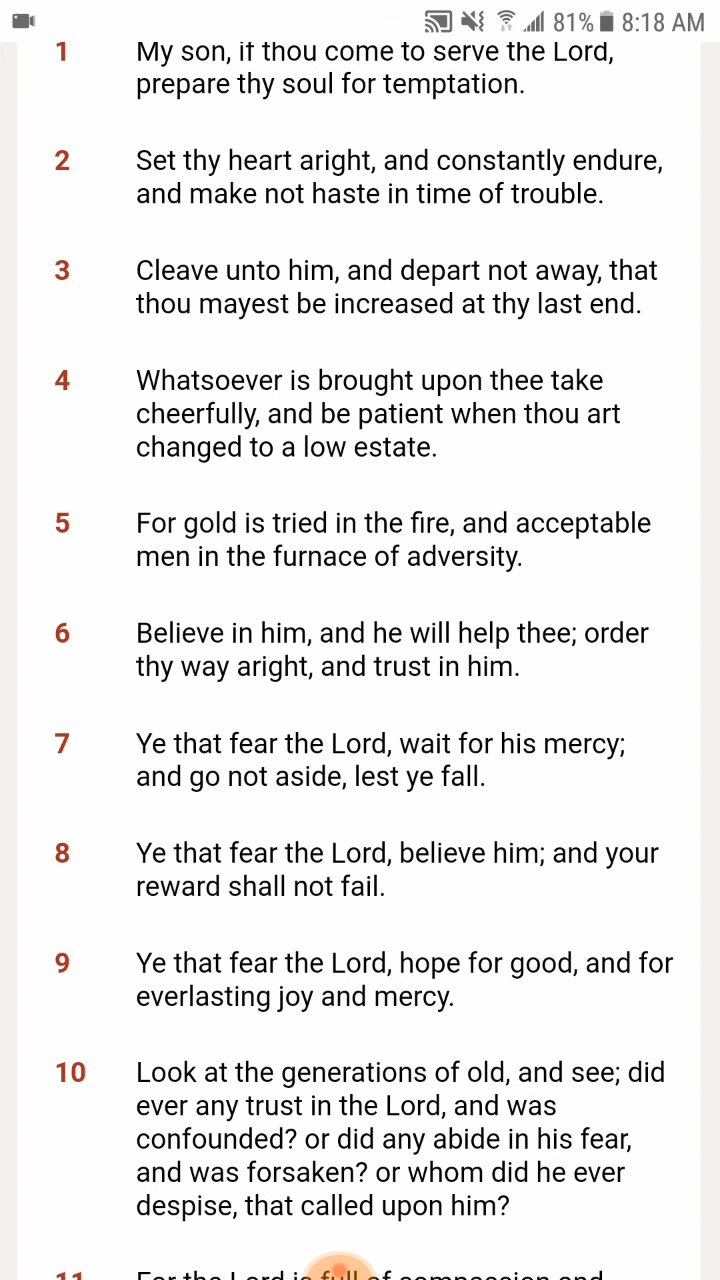 81% 8:18 AM
1 My son, if thou come to serve the Lord,
prepare thy soul for temptation.
2 Set thy heart aright, and constantly endure,
and make not haste in time of trouble.
3 Cleave unto him, and depart not away, that
thou mayest be increased at thy last end.
4 Whatsoever is brought upon thee take
cheerfully, and be patient when thou art
changed to a low estate.
5 For gold is tried in the fire, and acceptable
men in the furnace of adversity.
6 Believe in him, and he will help thee; order
thy way aright, and trust in him.
7 Ye that fear the Lord, wait for his mercy;
and go not aside, lest ye fall.
8 Ye that fear the Lord, believe him; and your
reward shall not fail.
9 Ye that fear the Lord, hope for good, and for
everlasting joy and mercy.
10 Look at the generations of old, and see; did
ever any trust in the Lord, and was
confounded? or did any abide in his fear,
and was forsaken? or whom did he ever
despise, that called upon him?
11 For the Lord is full of compassion and